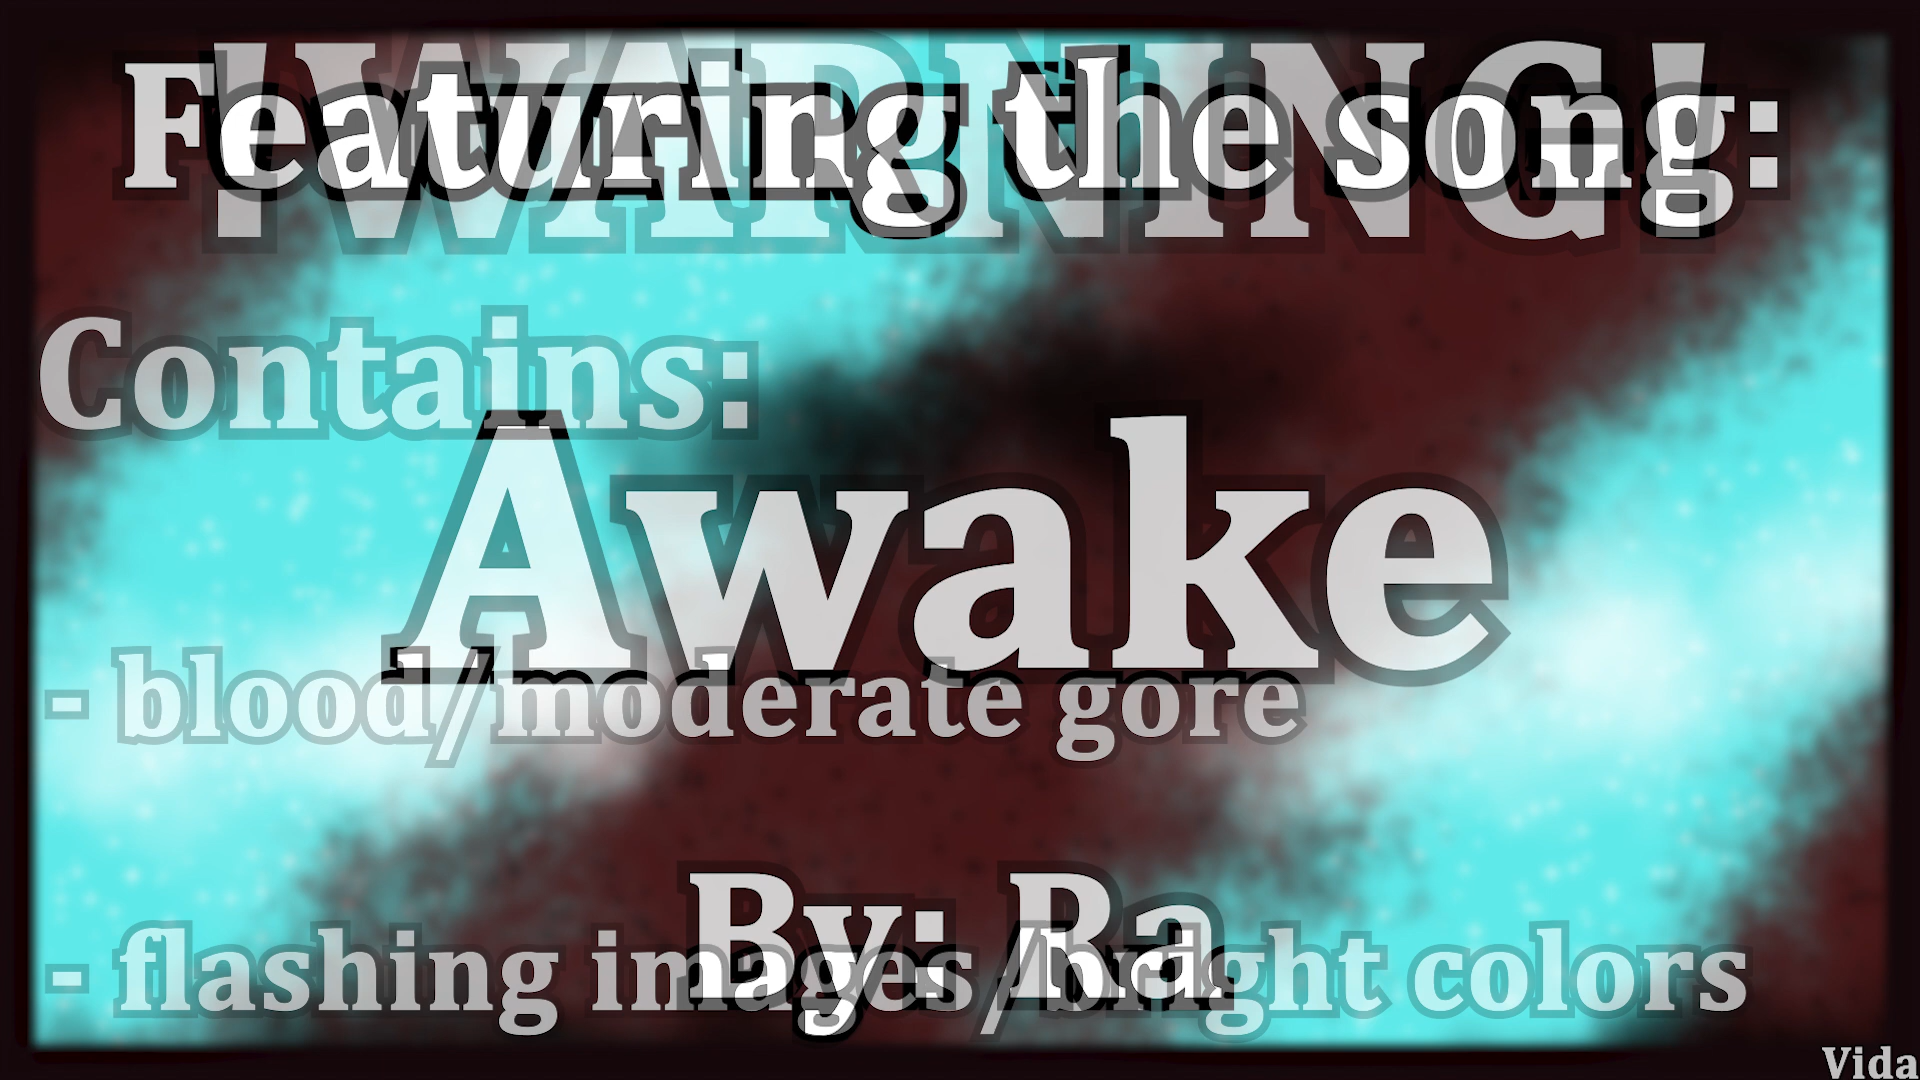 !WARNING!
Featuring the song:
Contains:
Awake
- blood/moderate gore
By: Ra
- flashing images/bright colors
Vida